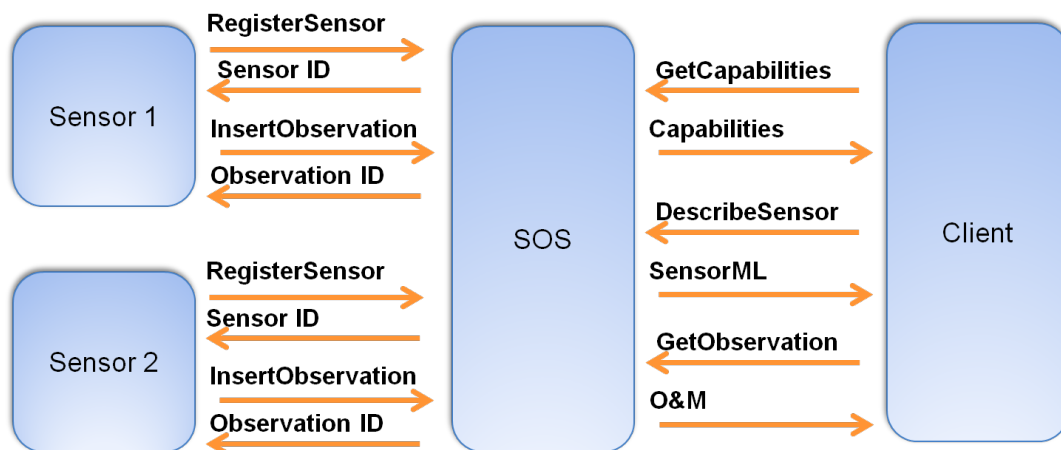 RegisterSensor
Sensor ID
Sensor 1
InsertObservation
Observation ID
RegisterSensor
Sensor ID
Sensor 2
InsertObservation
Observation ID
SOS
GetCapabilities
Capabilities
DescribeSensor
SensorML
GetObservation
O&M
Client